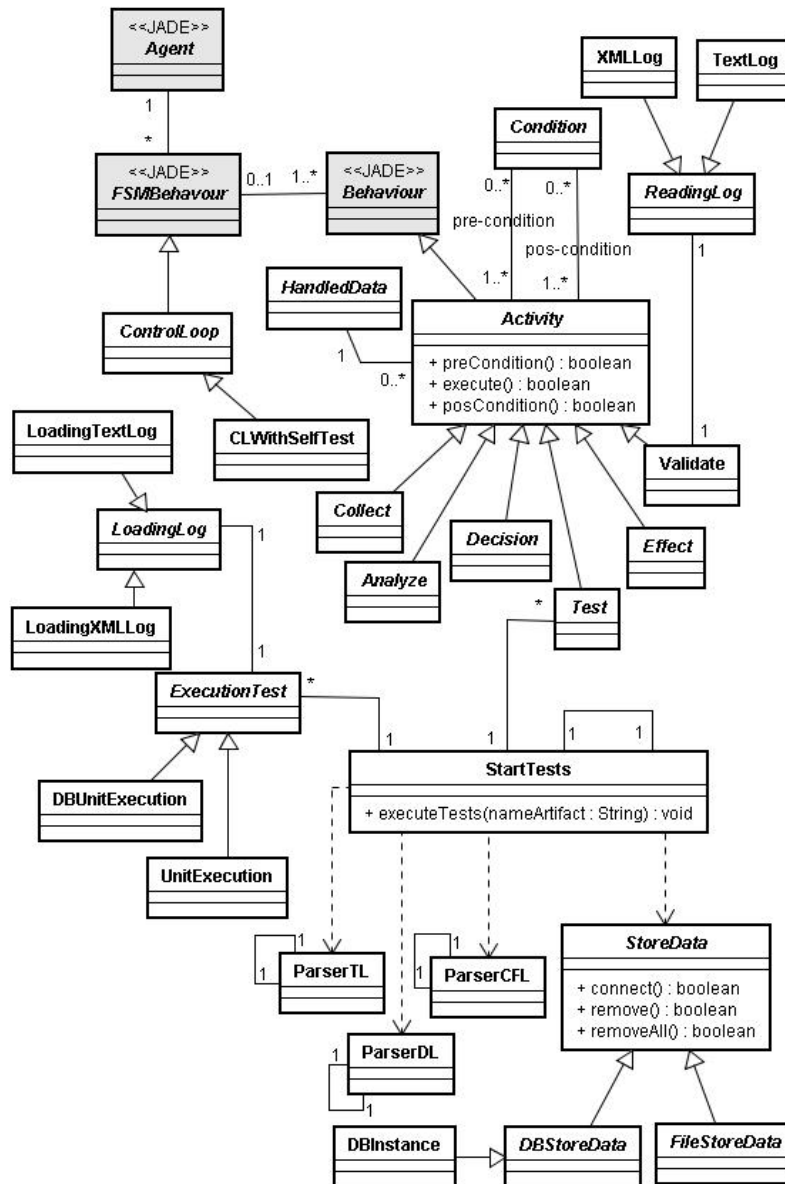 <<JADE>>
Agent
XMLLog
TextLog
1
*
<<JADE>>
FSMBehavour
0..1
1..*
<<JADE>>
Behaviour
Condition
0..*
0..*
pre-condition
pos-condition
1..*
1..*
ReadingLog
1
HandledData
1
0..*
Activity
+ preCondition() : boolean
+ execute() : boolean
+ posCondition() : boolean
ControlLoop
CLWithSelfTest
1
Validate
LoadingTextLog
Collect
Decision
Effect
LoadingLog
1
Analyze
Test
*
LoadingXMLLog
1
ExecutionTest
*
1
1
1
1
StartTests
+ executeTests(nameArtifact : String) : void
DBUnitExecution
UnitExecution
1
1
ParserTL
1
1
ParserCFL
StoreData
+ connect() : boolean
+ remove() : boolean
+ removeAll() : boolean
1
ParserDL
1
DBInstance
DBStoreData
FileStoreData